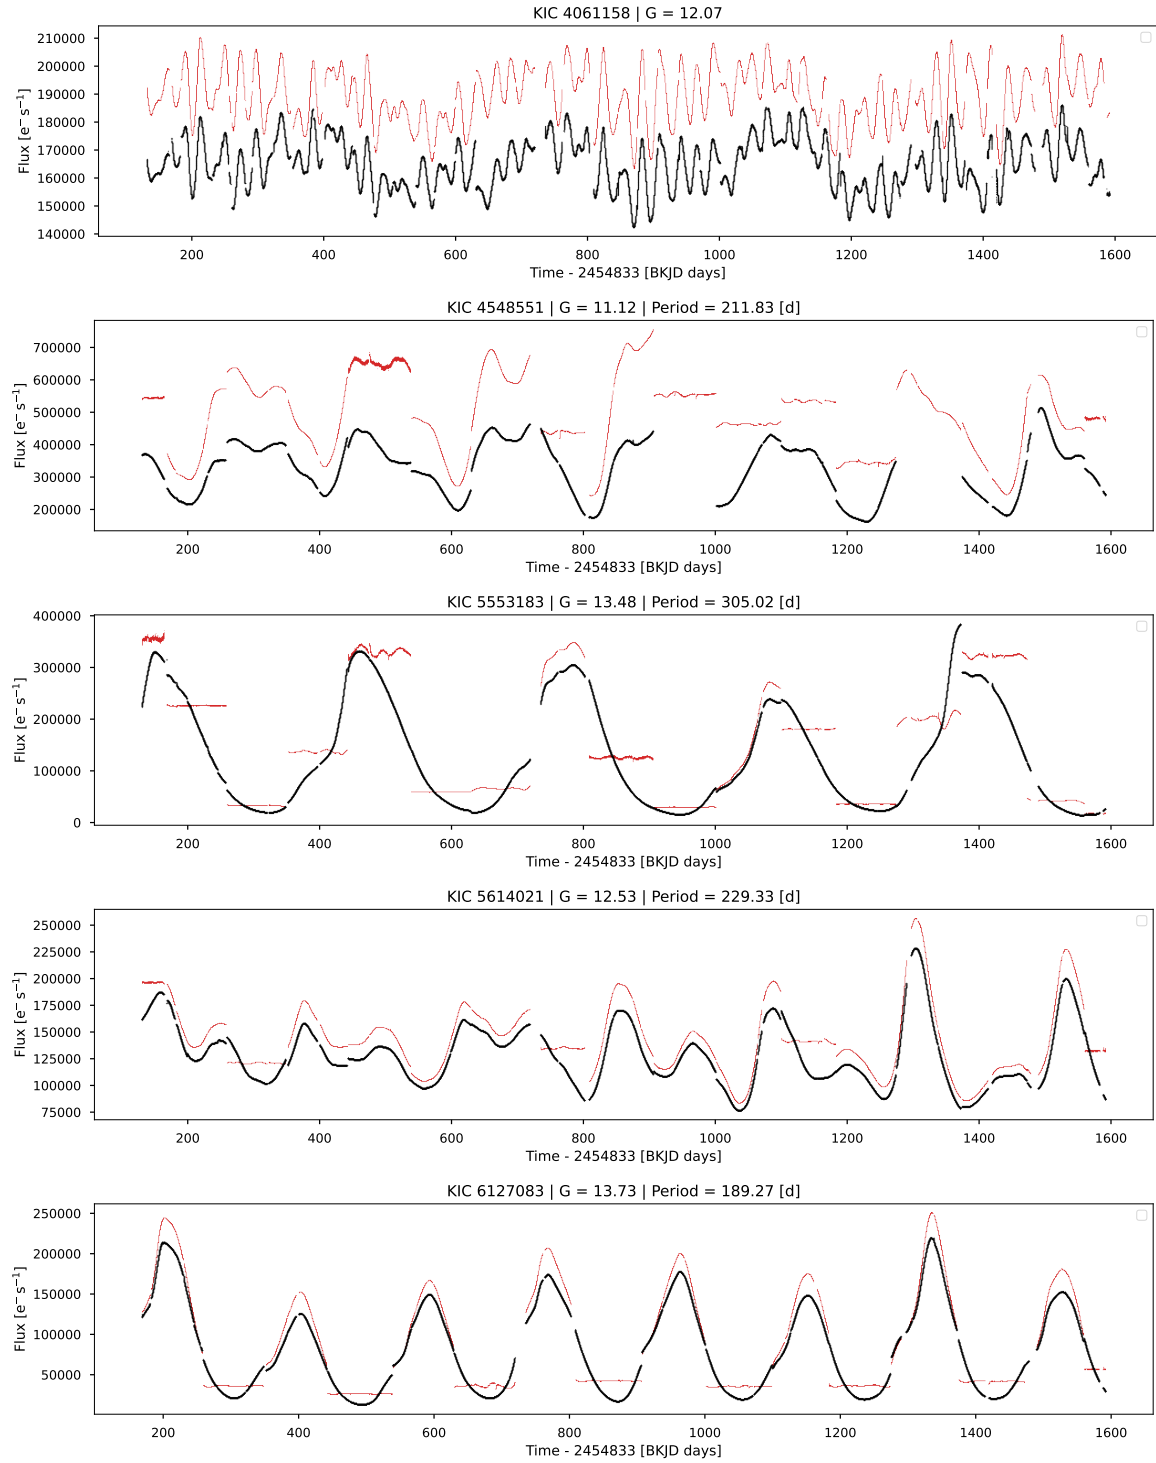 KIC 4061158 | G = 12.07
210000
200000
190000
180000
170000
160000
150000
140000
Flux [e⁻ s⁻¹]
200 400 600 800 1000 1200 1400 1600
Time - 2454833 [BKJD days]
KIC 4548551 | G = 11.12 | Period = 211.83 [d]
700000
600000
500000
400000
300000
200000
Flux [e⁻ s⁻¹]
200 400 600 800 1000 1200 1400 1600
Time - 2454833 [BKJD days]
KIC 5553183 | G = 13.48 | Period = 305.02 [d]
400000
300000
200000
100000
0
Flux [e⁻ s⁻¹]
200 400 600 800 1000 1200 1400 1600
Time - 2454833 [BKJD days]
KIC 5614021 | G = 12.53 | Period = 229.33 [d]
250000
225000
200000
175000
150000
125000
100000
75000
Flux [e⁻ s⁻¹]
200 400 600 800 1000 1200 1400 1600
Time - 2454833 [BKJD days]
KIC 6127083 | G = 13.73 | Period = 189.27 [d]
250000
200000
150000
100000
50000
Flux [e⁻ s⁻¹]
200 400 600 800 1000 1200 1400 1600
Time - 2454833 [BKJD days]